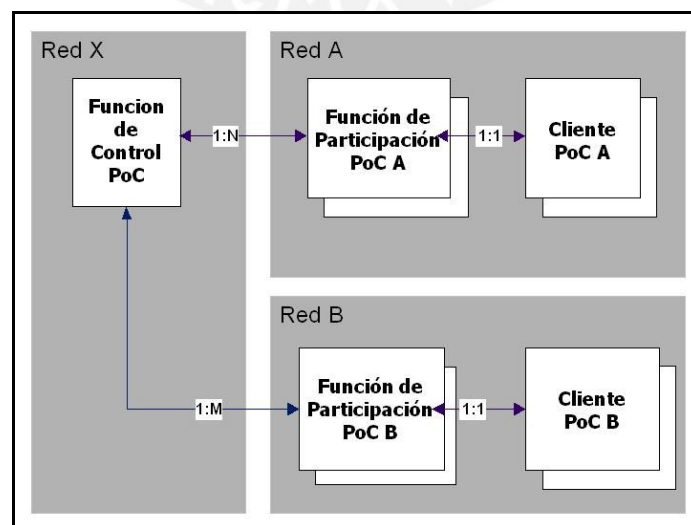 Red X
Funcion
de
Control
PoC
1:N
Red A
Función de
Participación
PoC A
1:1
Cliente
PoC A
Red B
1:M
Función de
Participación
PoC B
1:1
Cliente
PoC B